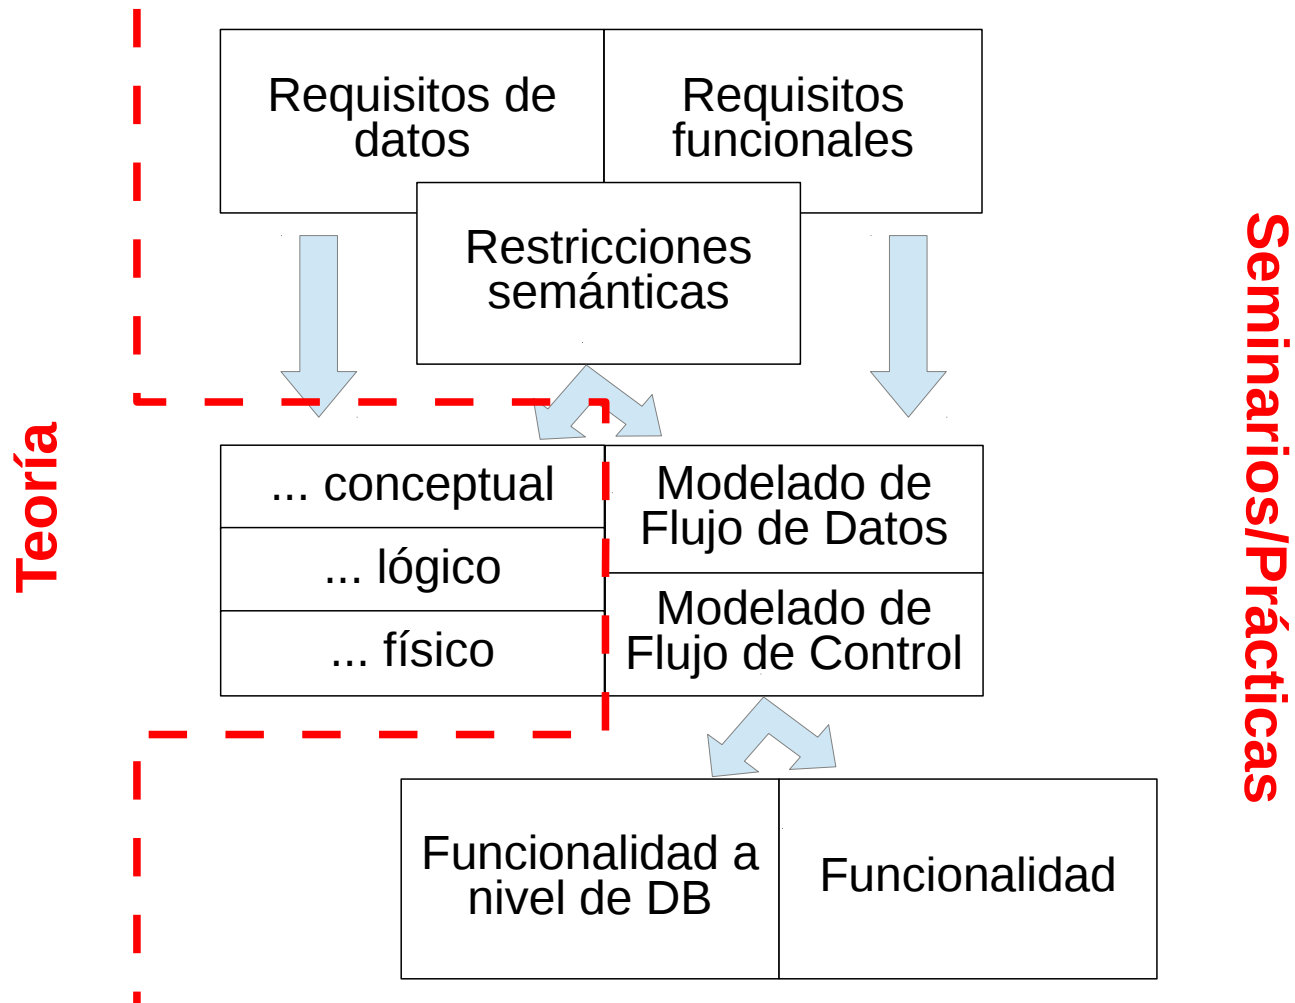 Requisitos de
datos
Requisitos
funcionales
Restricciones
semánticas
Teoría
... conceptual
... lógico
... físico
Modelado de
Flujo de Datos
Modelado de
Flujo de Control
Funcionalidad a
nivel de DB
Funcionalidad
Seminarios/Prácticas